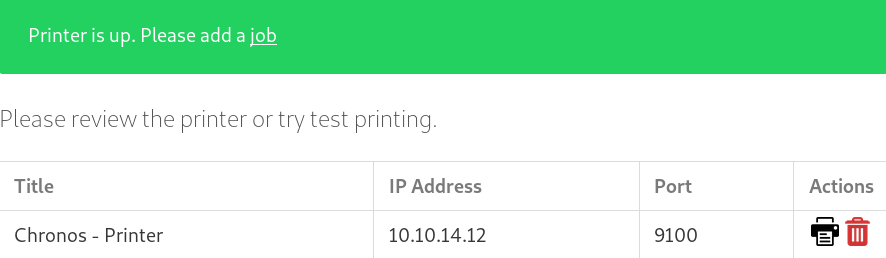 Printer is up. Please add a job
Please review the printer or try test printing.
Title IP Address Port Actions
Chronos - Printer 10.10.14.12 9100